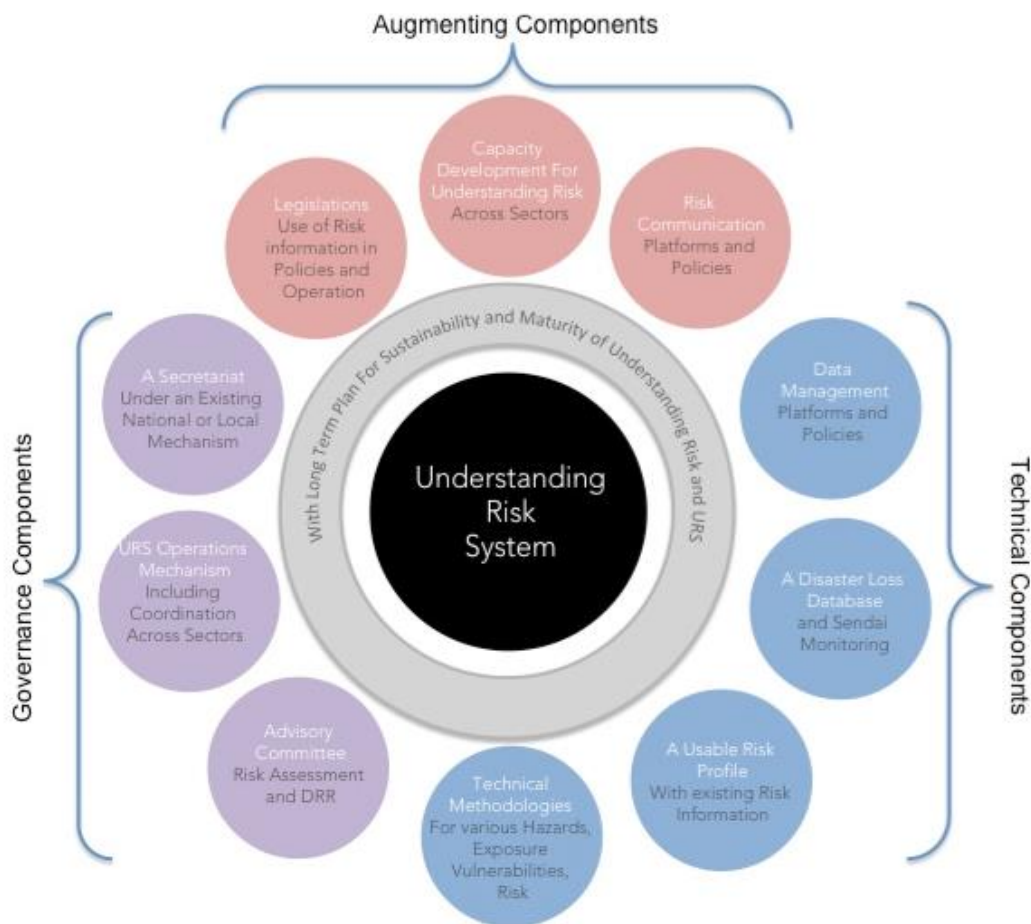 Augmenting Components
Capacity
Development For
Understanding Risk
Across Sectors
Legislations
Use of Risk
information in
Policies and
Operation
Risk
Communication
Platforms and
Policies
With Long Term Plan For Sustainability and Maturity of Understanding Risk and URS
A Secretariat
Under an Existing
National or Local
Mechanism
Data
Management
Platforms and
Policies
Governance Components
Understanding
Risk
System
Technical Components
URS Operations
Mechanism
Including
Coordination
Across Sectors
A Disaster Loss
Database
and Sendai
Monitoring
Advisory
Committee
Risk Assessment
and DRR
A Usable Risk
Profile
With existing Risk
Information
Technical
Methodologies
For various Hazards,
Exposure
Vulnerabilities,
Risk